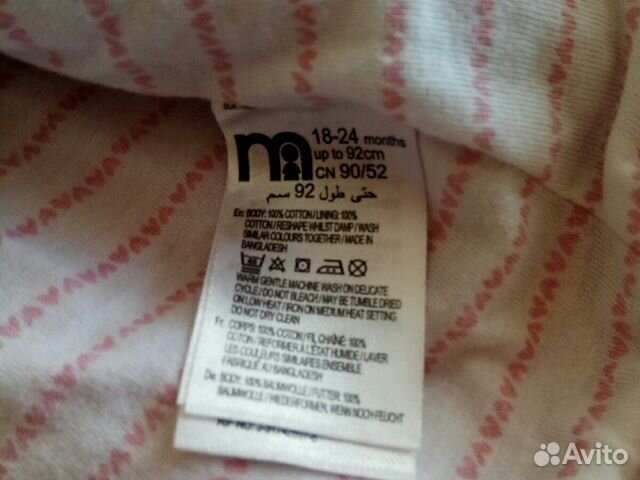 18-24 months
up to 92cm
CN 90/52
حتى طول 92 سم
En: BODY: 100% COTTON/LINING: 100%
COTTON/RESHAPE WHILST DAMP/WASH
SIMILAR COLOURS TOGETHER/MADE IN
BANGLADESH
WARM GENTLE MACHINE WASH ON DELICATE
CYCLE/DO NOT BLEACH/MAY BE TUMBLE DRIED
ON LOW HEAT/IRON ON MEDIUM HEAT SETTING
DO NOT DRY CLEAN
Fr: CORPS: 100% COTON/FIL CHAÎNE: 100%
COTON/REFORMER À L'ÉTAT HUMIDE/LAVER
LES COULEURS SIMILAIRES ENSEMBLE
FABRIQUÉ AU BANGLADESH
De: BODY: 100% BAUMWOLLE/FUTTER: 100%
BAUMWOLLE/WIEDERFORMEN, WENN NOCH FEUCHT
Avito